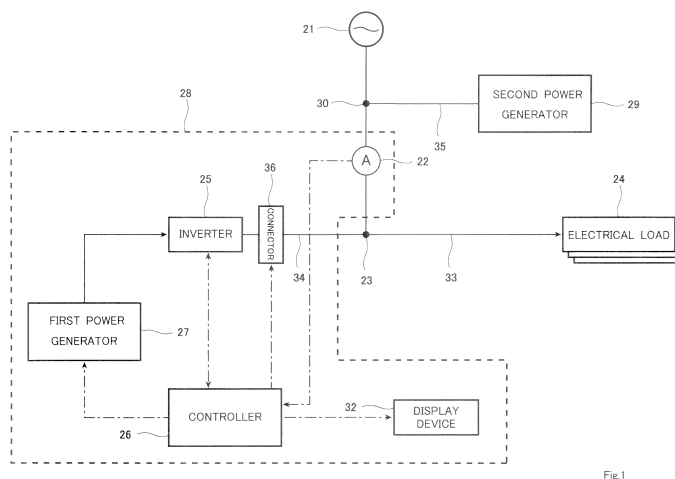 21
28
30
SECOND POWER
GENERATOR
29
35
A
22
25
36
CONNECTOR
24
INVERTER
ELECTRICAL LOAD
34
23
33
FIRST POWER
GENERATOR
27
CONTROLLER
26
32
DISPLAY
DEVICE
Fig.1